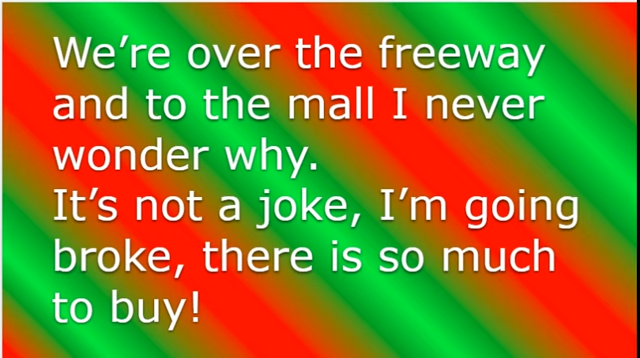 We’re over the freeway
and to the mall I never
wonder why.
It’s not a joke, I’m going
broke, there is so much
to buy!